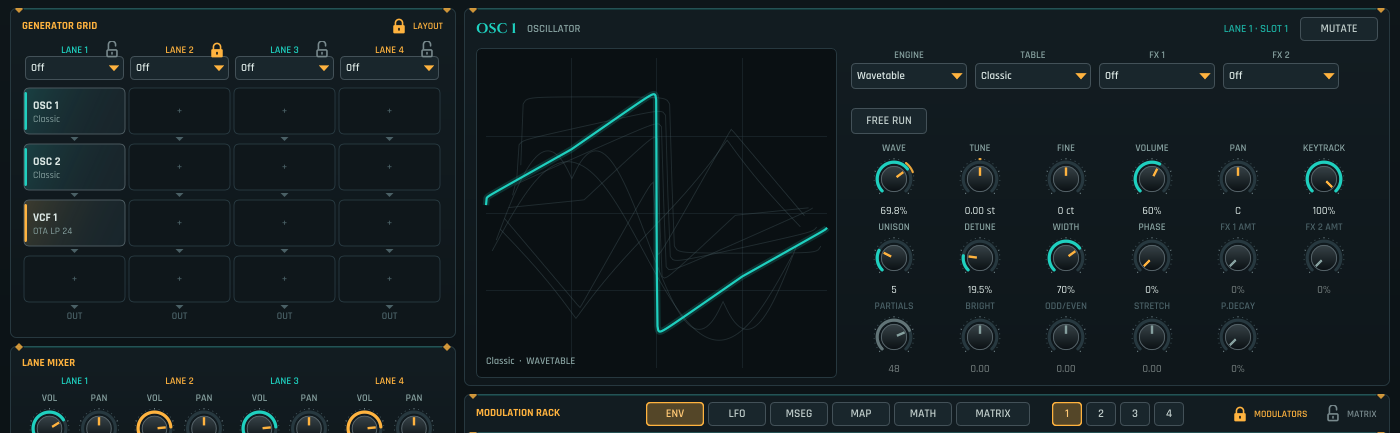 GENERATOR GRID
LAYOUT
LANE 1 LANE 2 LANE 3 LANE 4
Off Off Off Off
OSC 1
Classic
+ + +
OSC 2
Classic
+ + +
VCF 1
OTA LP 24
+ + +
+ + + +
OUT OUT OUT OUT
LANE MIXER
LANE 1 LANE 2 LANE 3 LANE 4
VOL PAN VOL PAN VOL PAN VOL PAN
OSC 1 OSCILLATOR
LANE 1 · SLOT 1
MUTATE
Classic · WAVETABLE
ENGINE TABLE FX 1 FX 2
Wavetable Classic Off Off
FREE RUN
WAVE TUNE FINE VOLUME PAN KEYTRACK
69.8% 0.00 st 0 ct 60% C 100%
UNISON DETUNE WIDTH PHASE FX 1 AMT FX 2 AMT
5 19.5% 70% 0% 0% 0%
PARTIALS BRIGHT ODD/EVEN STRETCH P.DECAY
48 0.00 0.00 0.00 0%
MODULATION RACK
ENV LFO MSEG MAP MATH MATRIX
1 2 3 4
MODULATORS MATRIX